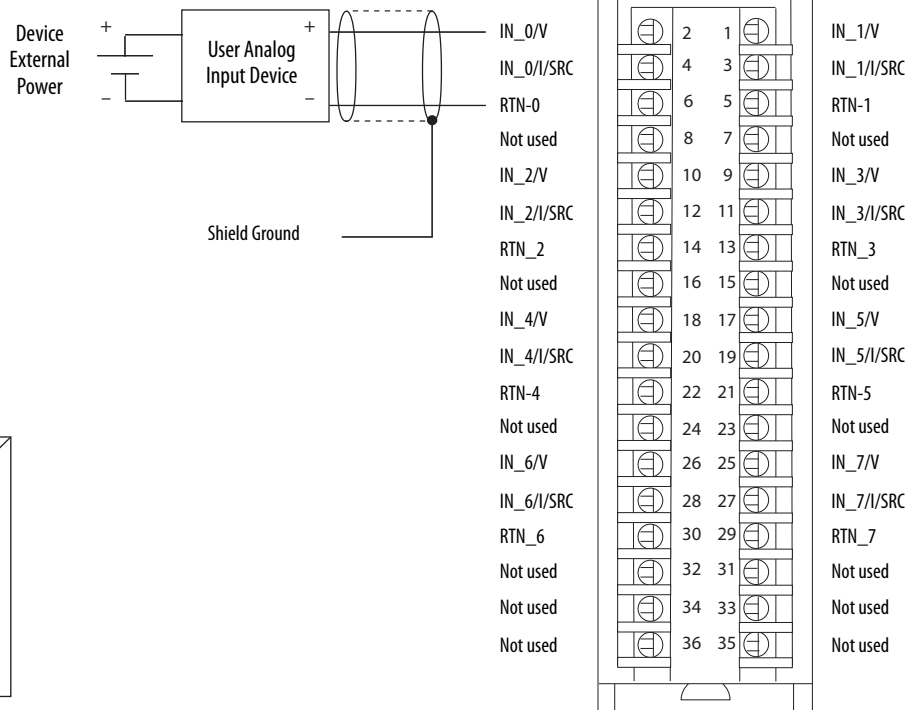 Device
External
Power
+
−
User Analog
Input Device
+
−
Shield Ground
IN_0/V 2 1 IN_1/V
IN_0/I/SRC 4 3 IN_1/I/SRC
RTN-0 6 5 RTN-1
Not used 8 7 Not used
IN_2/V 10 9 IN_3/V
IN_2/I/SRC 12 11 IN_3/I/SRC
RTN_2 14 13 RTN_3
Not used 16 15 Not used
IN_4/V 18 17 IN_5/V
IN_4/I/SRC 20 19 IN_5/I/SRC
RTN-4 22 21 RTN-5
Not used 24 23 Not used
IN_6/V 26 25 IN_7/V
IN_6/I/SRC 28 27 IN_7/I/SRC
RTN_6 30 29 RTN_7
Not used 32 31 Not used
Not used 34 33 Not used
Not used 36 35 Not used